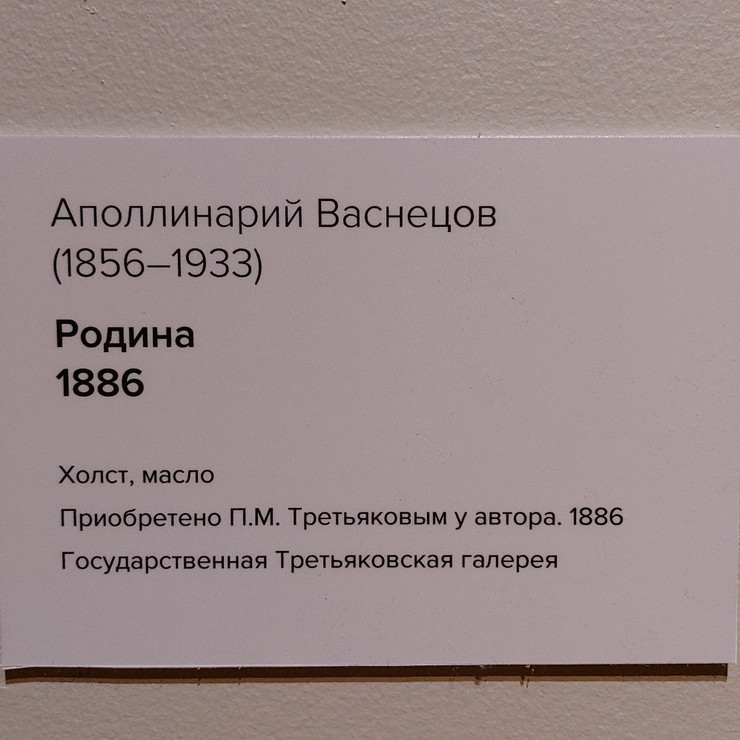 Аполлинарий Васнецов
(1856–1933)
Родина
1886
Холст, масло
Приобретено П.М. Третьяковым у автора. 1886
Государственная Третьяковская галерея